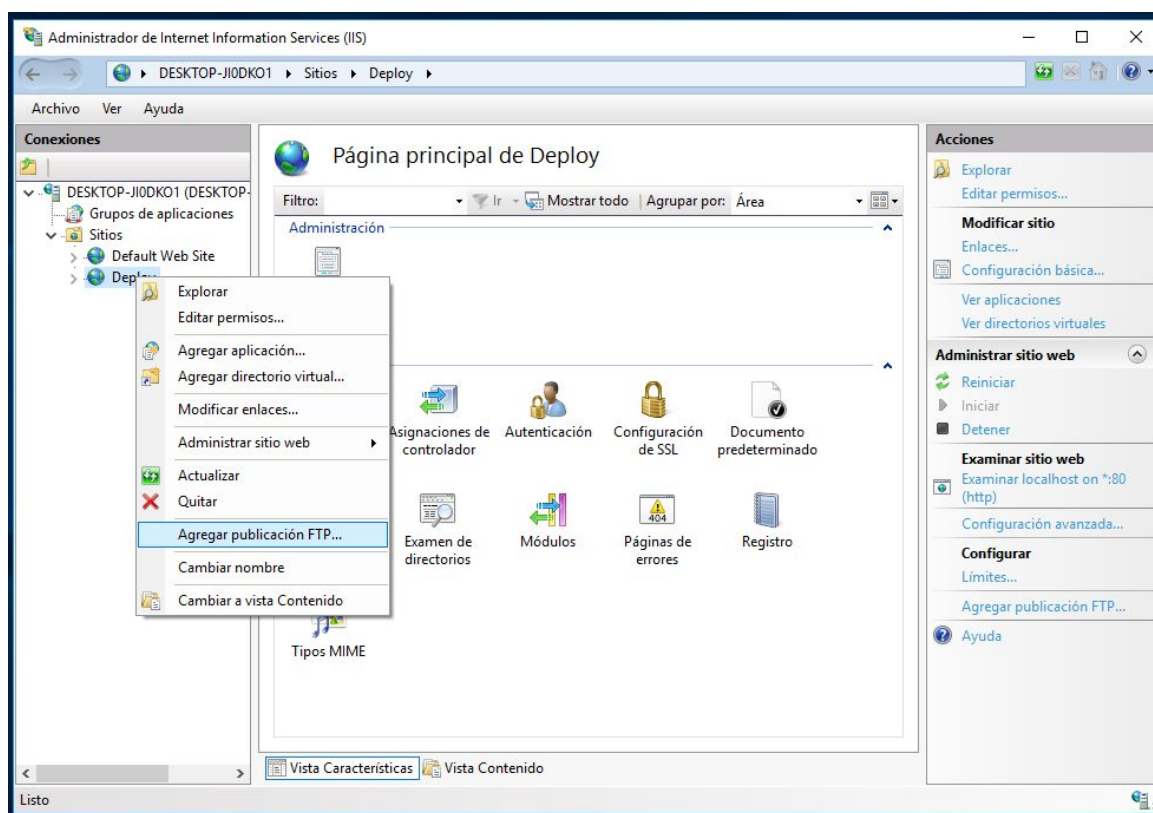 Administrador de Internet Information Services (IIS)
DESKTOP-JI0DKO1 Sitios Deploy
Archivo Ver Ayuda
Conexiones
DESKTOP-JI0DKO1 (DESKTOP-
Grupos de aplicaciones
Sitios
Default Web Site
Deploy
Explorar
Editar permisos...
Agregar aplicación...
Agregar directorio virtual...
Modificar enlaces...
Administrar sitio web
Actualizar
Quitar
Agregar publicación FTP...
Cambiar nombre
Cambiar a vista Contenido
Página principal de Deploy
Filtro: Ir Mostrar todo Agrupar por: Área
Administración
Asignaciones de
controlador
Autenticación
Configuración
de SSL
Documento
predeterminado
Examen de
directorios
Módulos
404
Páginas de
errores
Registro
Tipos MIME
Vista Características Vista Contenido
Acciones
Explorar
Editar permisos...
Modificar sitio
Enlaces...
Configuración básica...
Ver aplicaciones
Ver directorios virtuales
Administrar sitio web
Reiniciar
Iniciar
Detener
Examinar sitio web
Examinar localhost on *:80
(http)
Configuración avanzada...
Configurar
Límites...
Agregar publicación FTP...
Ayuda
Listo